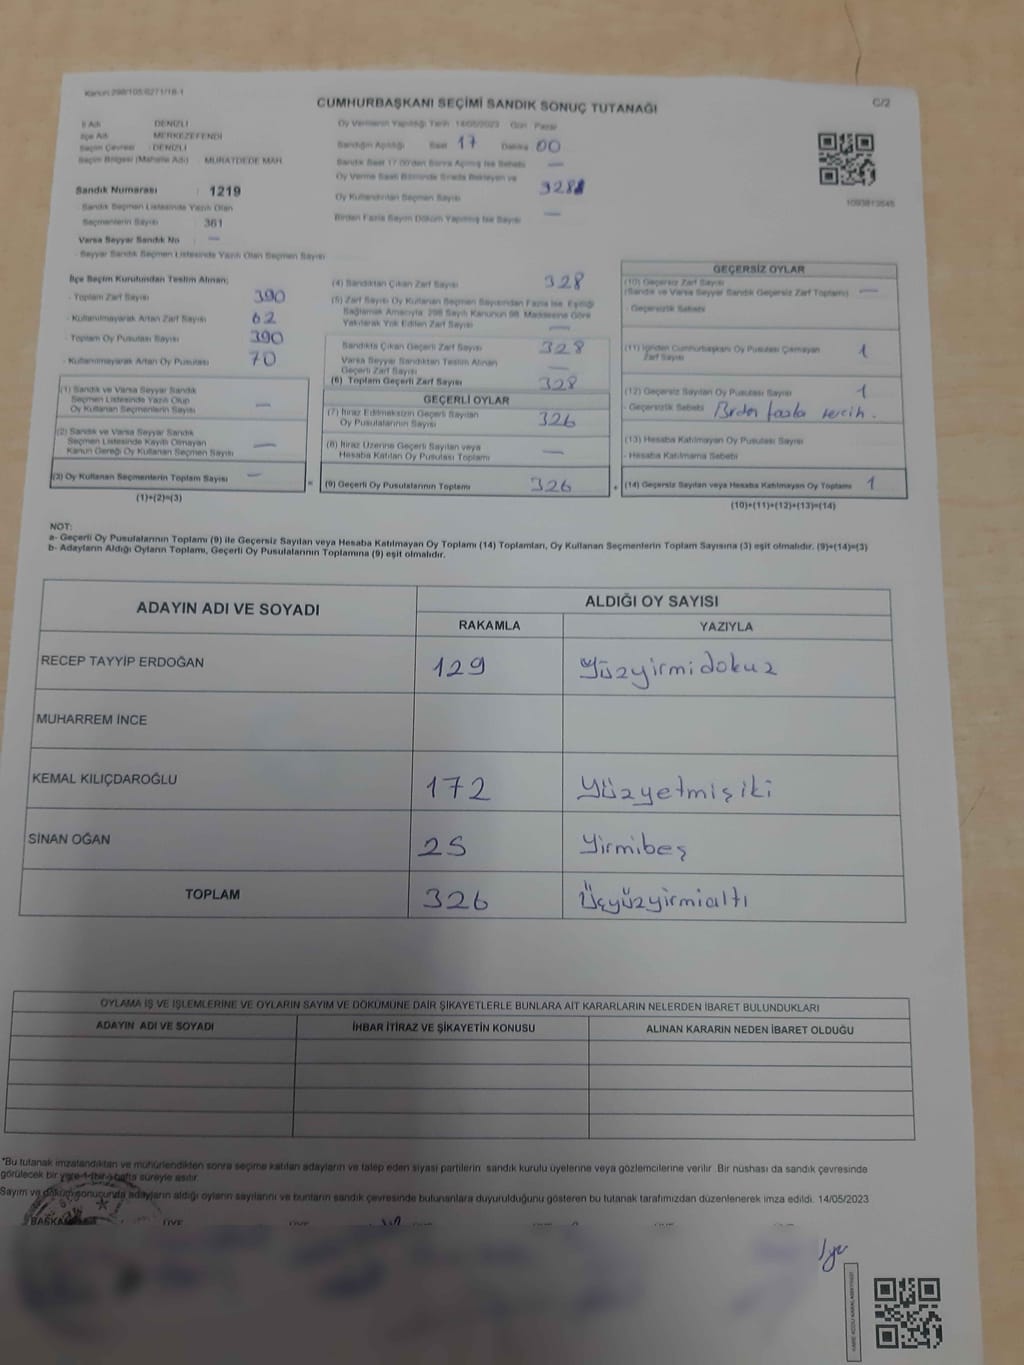 Kanun:298/105;6271/18-1
CUMHURBAŞKANI SEÇİMİ SANDIK SONUÇ TUTANAĞI
C/2
İl Adı : DENİZLİ
İlçe Adı : MERKEZEFENDİ
Seçim Çevresi : DENİZLİ
Seçim Bölgesi (Mahalle Adı) : MURATDEDE MAH.
Sandık Numarası : 1219
Sandık Seçmen Listesinde Yazılı Olan
Seçmenlerin Sayısı : 361
Varsa Seyyar Sandık No : —
Seyyar Sandık Seçmen Listesinde Yazılı Olan Seçmen Sayısı
Oy Vermenin Yapıldığı Tarih 14/05/2023 Gün Pazar
Sandığın Açıldığı Saat 17 Dakika 00
Sandık Saat 17.00'den Sonra Açılmış İse Sebebi —
Oy Verme Saati Bitiminde Sırada Bekleyen ve
Oy Kullandırılan Seçmen Sayısı 328
Birden Fazla Sayım Döküm Yapılmış İse Sayısı —
1093813545
İlçe Seçim Kurulundan Teslim Alınan;
- Toplam Zarf Sayısı 390
- Kullanılmayarak Artan Zarf Sayısı 62
- Toplam Oy Pusulası Sayısı 390
- Kullanılmayarak Artan Oy Pusulası 70
(1) Sandık ve Varsa Seyyar Sandık
Seçmen Listesinde Yazılı Olup
Oy Kullanan Seçmenlerin Sayısı —
(2) Sandık ve Varsa Seyyar Sandık
Seçmen Listesinde Kayıtlı Olmayan
Kanun Gereği Oy Kullanan Seçmen Sayısı —
(3) Oy Kullanan Seçmenlerin Toplam Sayısı —
(1)+(2)=(3)
=
(4) Sandıktan Çıkan Zarf Sayısı 328
(5) Zarf Sayısı Oy Kullanan Seçmen Sayısından Fazla İse, Eşitliği
Sağlamak Amacıyla, 298 Sayılı Kanunun 98. Maddesine Göre
Yakılarak Yok Edilen Zarf Sayısı —
Sandıkta Çıkan Geçerli Zarf Sayısı 328
Varsa Seyyar Sandıktan Teslim Alınan
Geçerli Zarf Sayısı —
(6) Toplam Geçerli Zarf Sayısı 328
GEÇERLİ OYLAR
(7) İtiraz Edilmeksizin Geçerli Sayılan
Oy Pusulalarının Sayısı 326
(8) İtiraz Üzerine Geçerli Sayılan veya
Hesaba Katılan Oy Pusulası Toplamı —
(9) Geçerli Oy Pusulalarının Toplamı 326
+
GEÇERSİZ OYLAR
(10) Geçersiz Zarf Sayısı
(Sandık ve Varsa Seyyar Sandık Geçersiz Zarf Toplamı) —
- Geçersizlik Sebebi
(11) İçinden Cumhurbaşkanı Oy Pusulası Çıkmayan
Zarf Sayısı 1
(12) Geçersiz Sayılan Oy Pusulası Sayısı 1
- Geçersizlik Sebebi Birden fazla tercih.
(13) Hesaba Katılmayan Oy Pusulası Sayısı
- Hesaba Katılmama Sebebi
(14) Geçersiz Sayılan veya Hesaba Katılmayan Oy Toplamı 1
(10)+(11)+(12)+(13)=(14)
NOT:
a- Geçerli Oy Pusulalarının Toplamı (9) ile Geçersiz Sayılan veya Hesaba Katılmayan Oy Toplamı (14) Toplamları, Oy Kullanan Seçmenlerin Toplam Sayısına (3) eşit olmalıdır. (9)+(14)=(3)
b- Adayların Aldığı Oyların Toplamı, Geçerli Oy Pusulalarının Toplamına (9) eşit olmalıdır.
ADAYIN ADI VE SOYADI
ALDIĞI OY SAYISI
RAKAMLA YAZIYLA
RECEP TAYYİP ERDOĞAN 129 Yüzyirmidokuz
MUHARREM İNCE
KEMAL KILIÇDAROĞLU 172 Yüzyetmişiki
SİNAN OĞAN 25 Yirmibeş
TOPLAM 326 Üçyüzyirmialtı
OYLAMA İŞ VE İŞLEMLERİNE VE OYLARIN SAYIM VE DÖKÜMÜNE DAİR ŞİKAYETLERLE BUNLARA AİT KARARLARIN NELERDEN İBARET BULUNDUKLARI
ADAYIN ADI VE SOYADI İHBAR İTİRAZ VE ŞİKAYETİN KONUSU ALINAN KARARIN NEDEN İBARET OLDUĞU
*Bu tutanak imzalandıktan ve mühürlendikten sonra seçime katılan adayların ve talep eden siyasi partilerin sandık kurulu üyelerine veya gözlemcilerine verilir. Bir nüshası da sandık çevresinde
görülecek bir yere 1 (bir) hafta süreyle asılır.
Sayım ve döküm sonucunda adayların aldığı oyların sayılarını ve bunların sandık çevresinde bulunanlara duyurulduğunu gösteren bu tutanak tarafımızdan düzenlenerek imza edildi. 14/05/2023
BAŞKAN